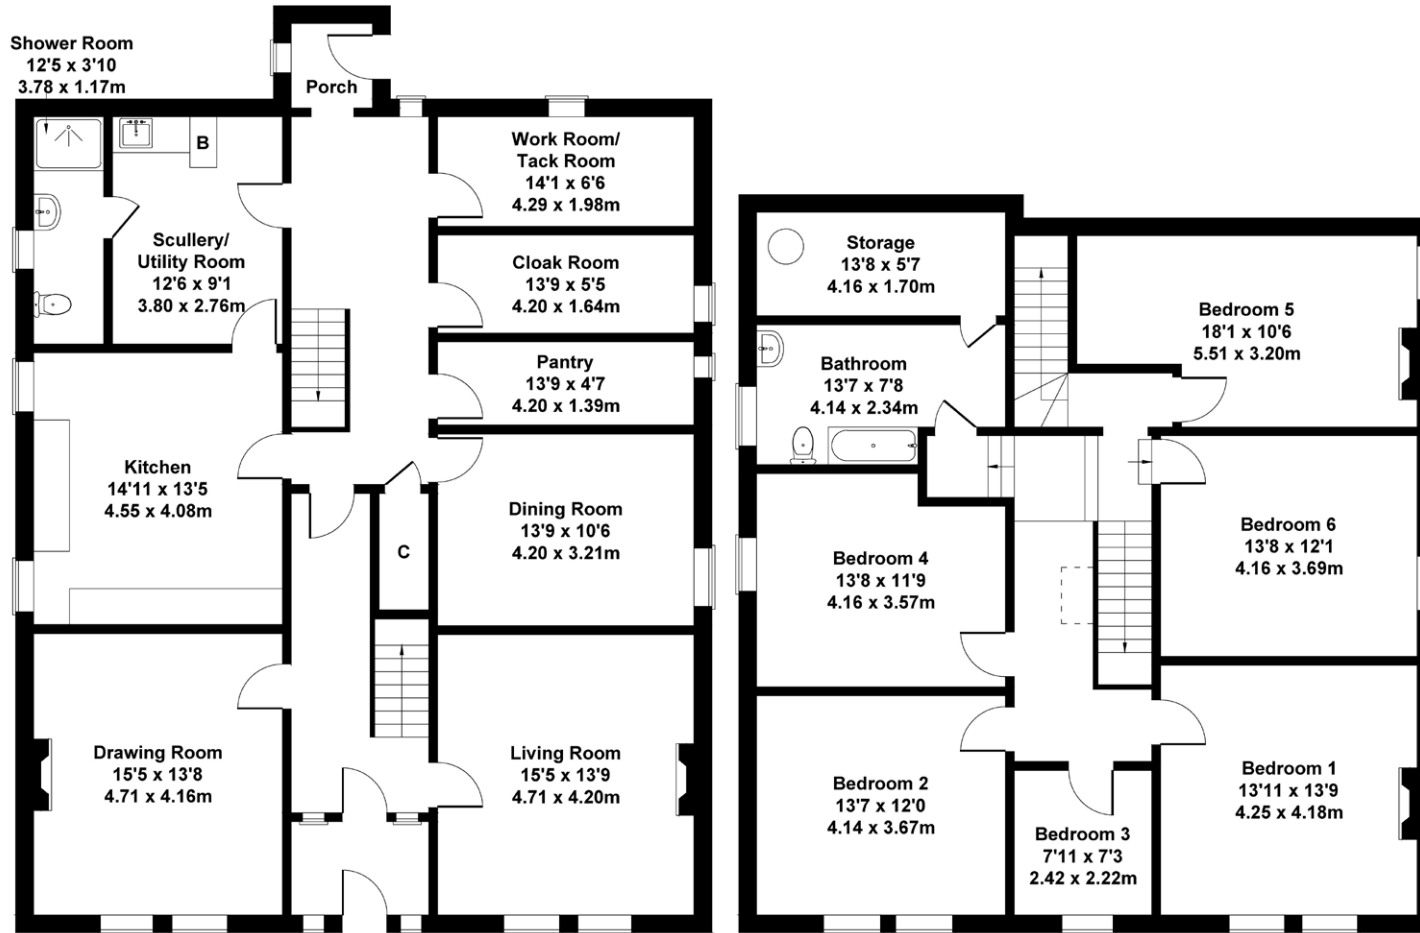 Shower Room
12'5 x 3'10
3.78 x 1.17m
Porch
B
Scullery/
Utility Room
12'6 x 9'1
3.80 x 2.76m
Work Room/
Tack Room
14'1 x 6'6
4.29 x 1.98m
Cloak Room
13'9 x 5'5
4.20 x 1.64m
Pantry
13'9 x 4'7
4.20 x 1.39m
Kitchen
14'11 x 13'5
4.55 x 4.08m
Dining Room
13'9 x 10'6
4.20 x 3.21m
C
Drawing Room
15'5 x 13'8
4.71 x 4.16m
Living Room
15'5 x 13'9
4.71 x 4.20m
Storage
13'8 x 5'7
4.16 x 1.70m
Bedroom 5
18'1 x 10'6
5.51 x 3.20m
Bathroom
13'7 x 7'8
4.14 x 2.34m
Bedroom 4
13'8 x 11'9
4.16 x 3.57m
Bedroom 6
13'8 x 12'1
4.16 x 3.69m
Bedroom 2
13'7 x 12'0
4.14 x 3.67m
Bedroom 3
7'11 x 7'3
2.42 x 2.22m
Bedroom 1
13'11 x 13'9
4.25 x 4.18m